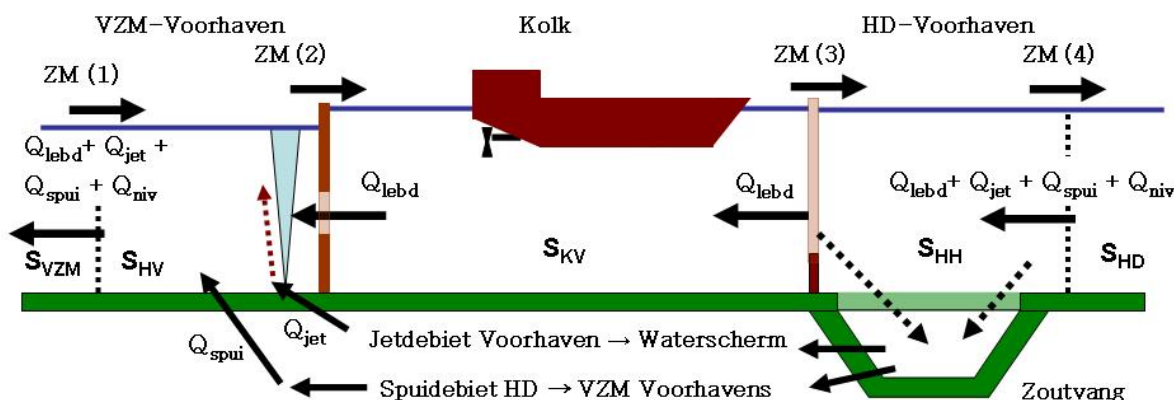 VZM-Voorhaven Kolk HD-Voorhaven
ZM (1) ZM (2) ZM (3) ZM (4)
Qlebd+ Qjet +
Qspui + Qniv
Qlebd
Qlebd
Qlebd+ Qjet + Qspui + Qniv
SVZM SHV SKV SHH SHD
Qspui
Qjet
Jetdebiet Voorhaven → Waterscherm
Spuidebiet HD → VZM Voorhavens
Zoutvang